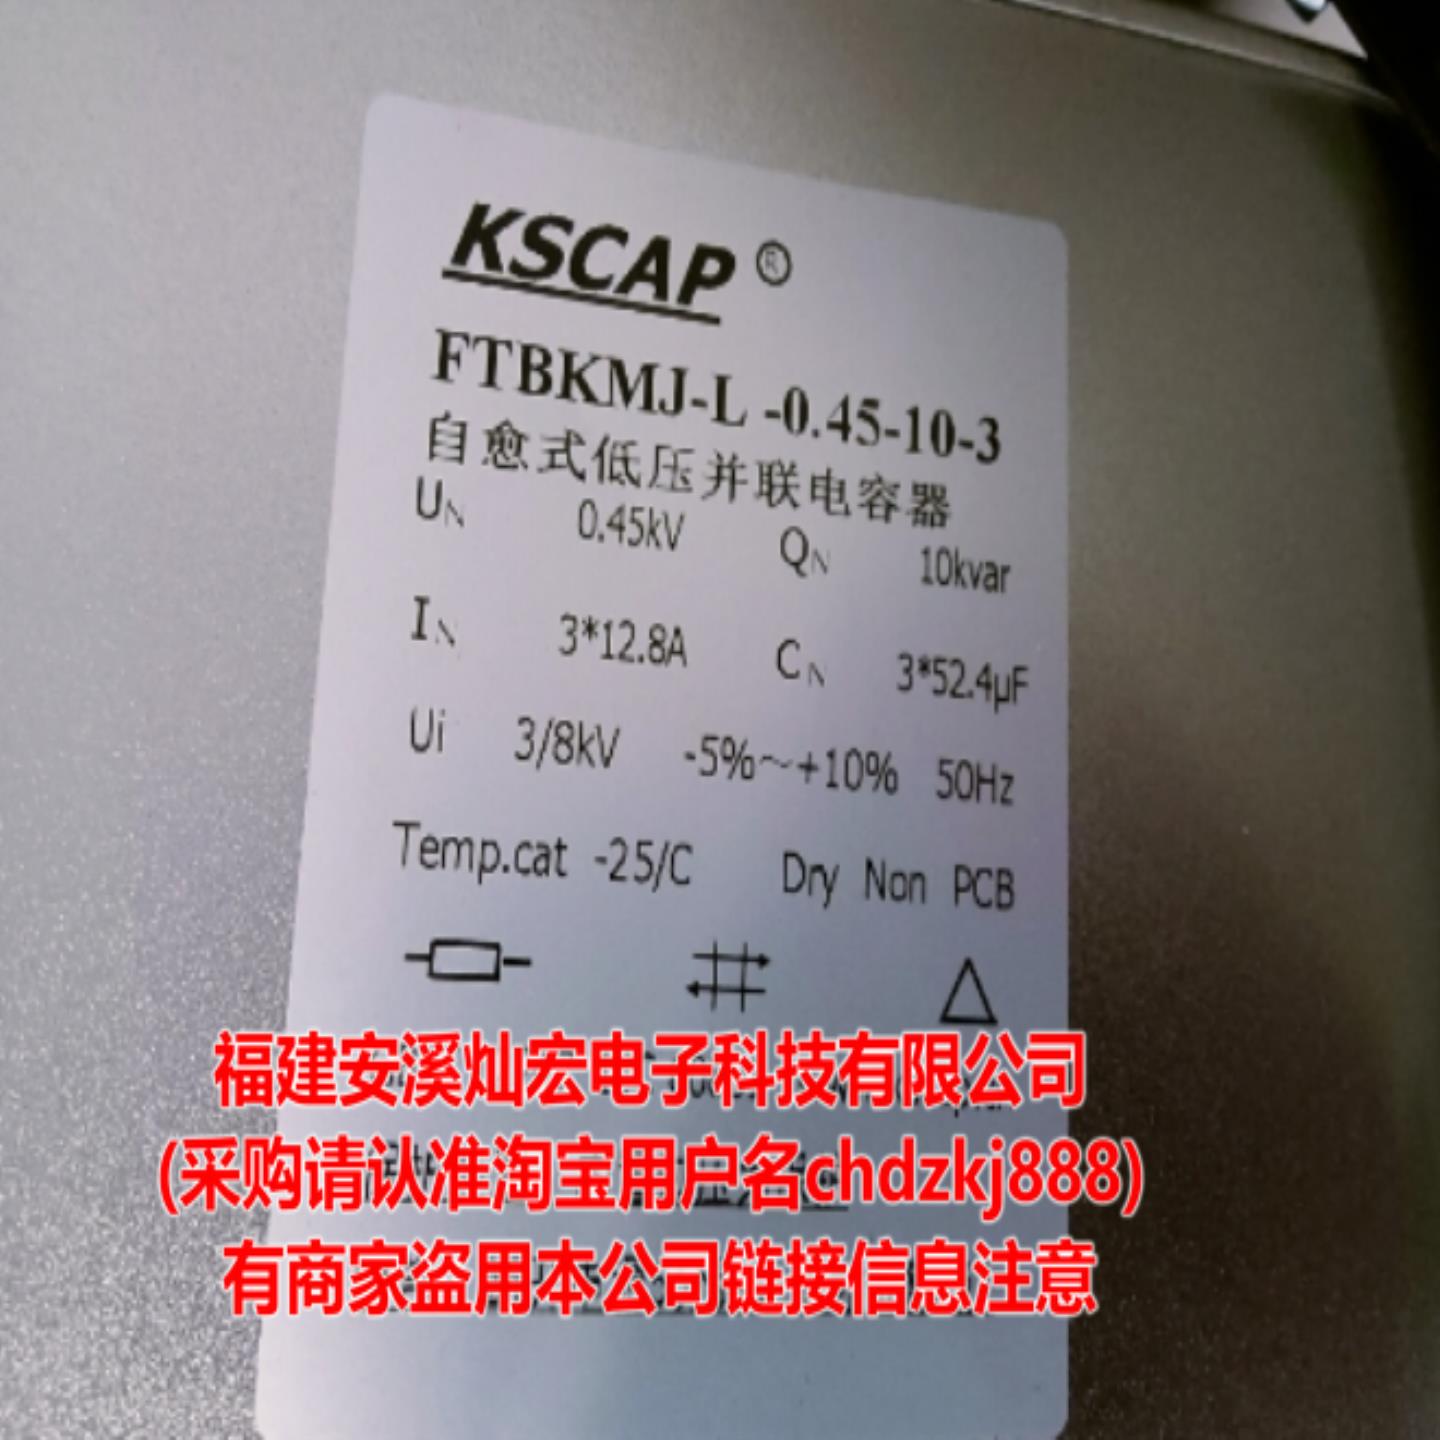 KSCAP ®
FTBKMJ-L -0.45-10-3
自愈式低压并联电容器
UN 0.45kV QN 10kvar
IN 3*12.8A CN 3*52.4μF
Ui 3/8kV -5%～+10% 50Hz
Temp.cat -25/C Dry Non PCB
福建安溪灿宏电子科技有限公司
(采购请认准淘宝用户名chdzkj888)
有商家盗用本公司链接信息注意